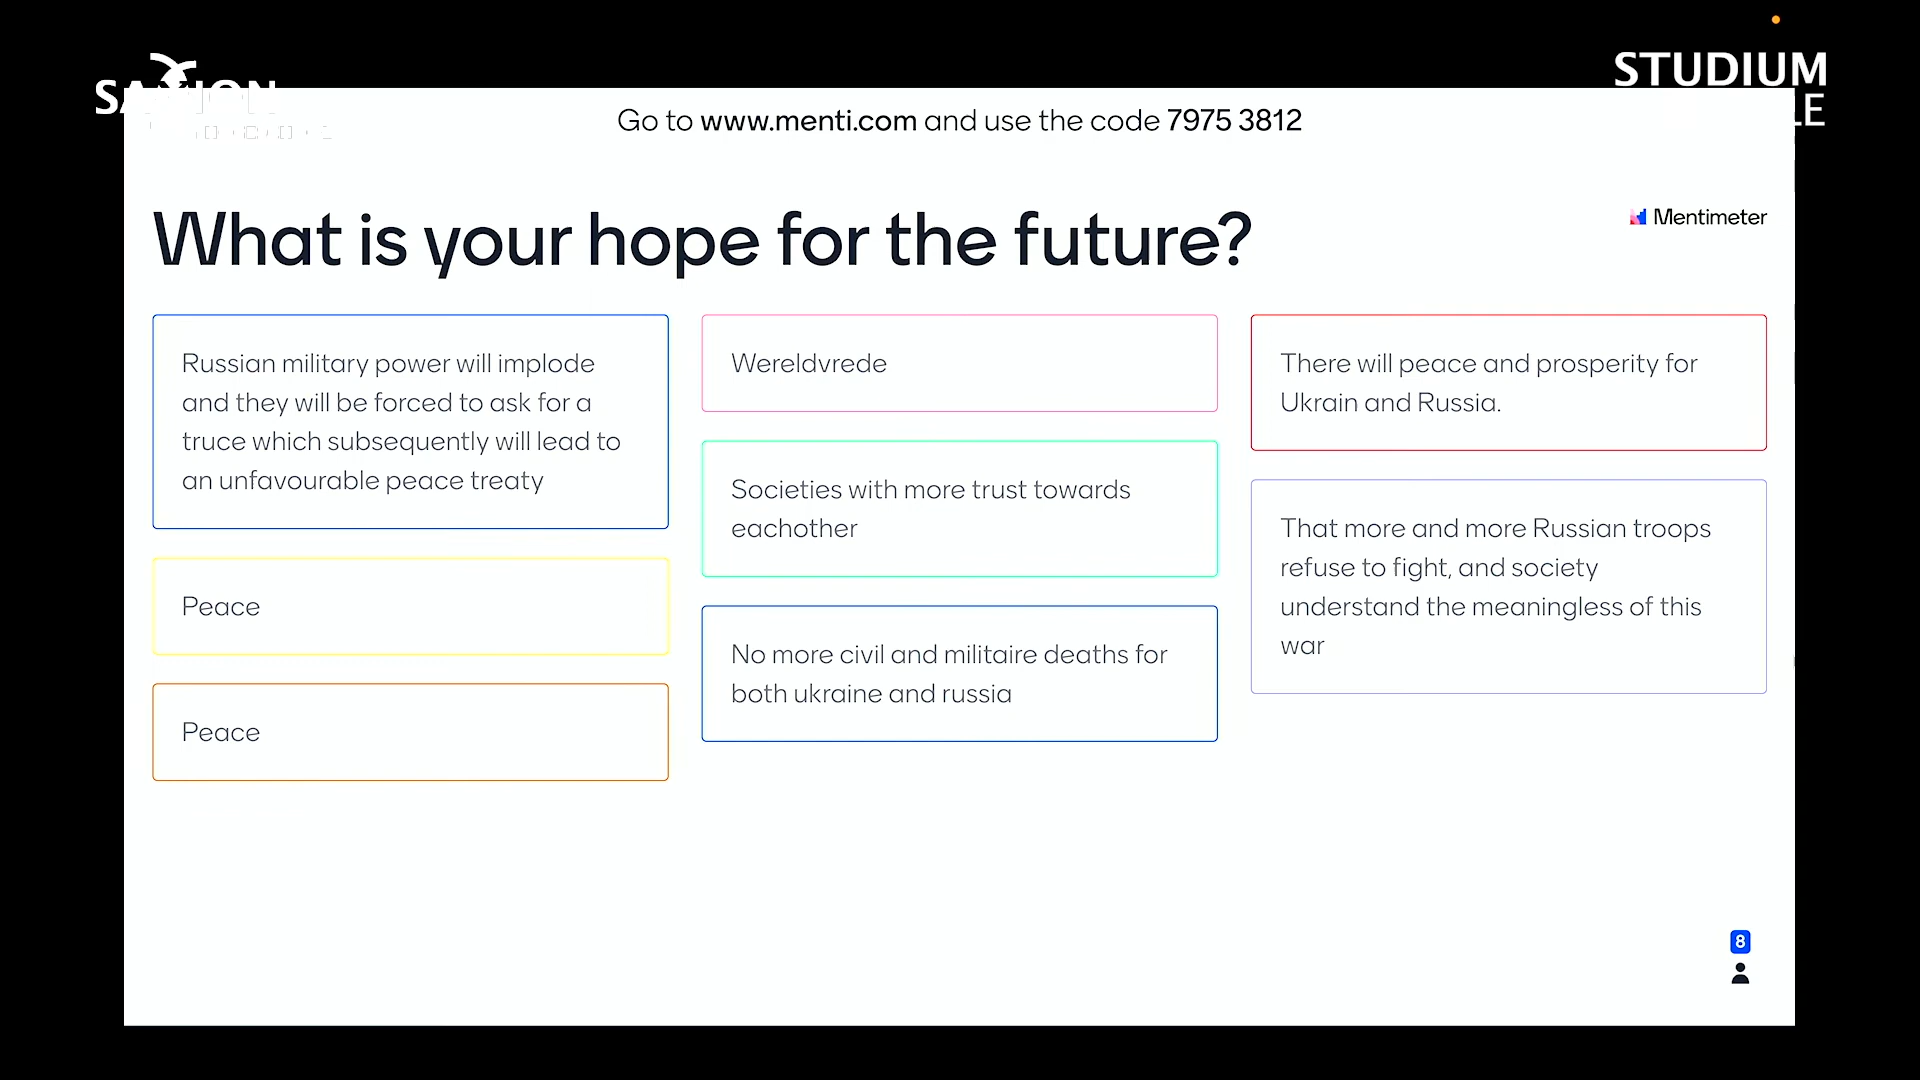 SAXION
STUDIUM
LE
Go to www.menti.com and use the code 7975 3812
What is your hope for the future?
Mentimeter
Russian military power will implode
and they will be forced to ask for a
truce which subsequently will lead to
an unfavourable peace treaty
Peace
Peace
Wereldvrede
Societies with more trust towards
eachother
No more civil and militaire deaths for
both ukraine and russia
There will peace and prosperity for
Ukrain and Russia.
That more and more Russian troops
refuse to fight, and society
understand the meaningless of this
war
8